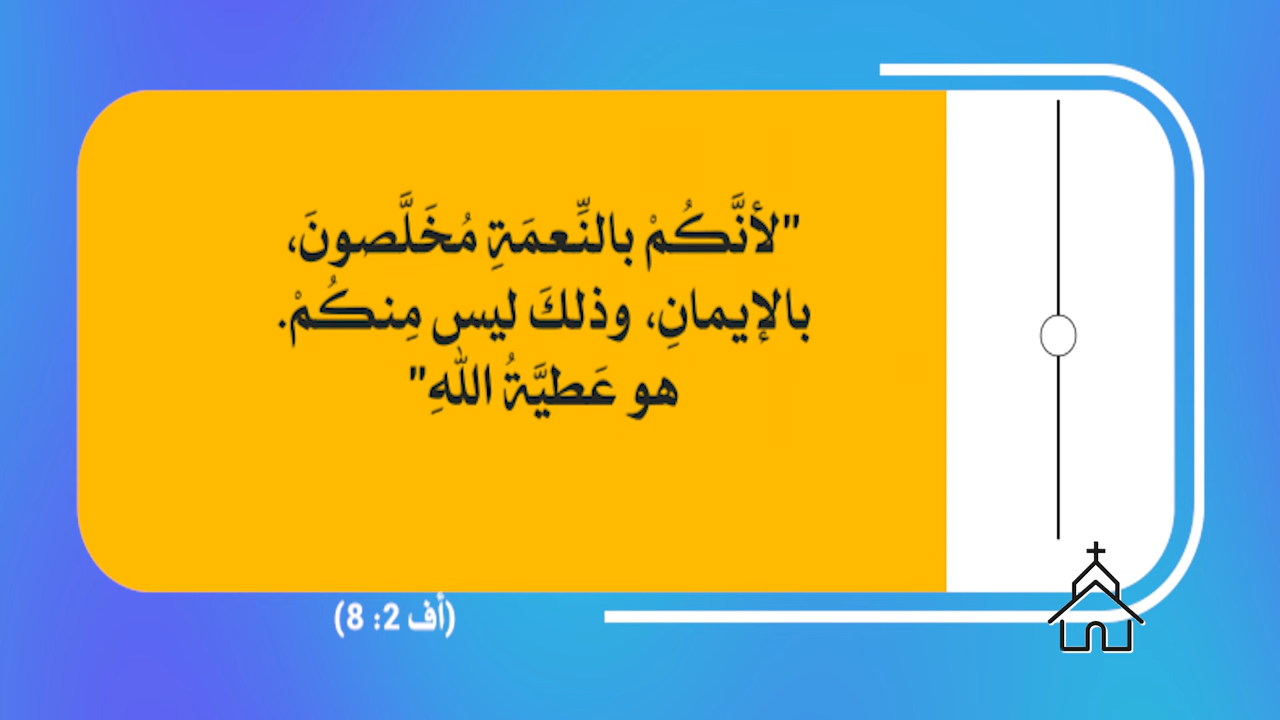 "لأنَّكُمْ بالنِّعمَةِ مُخَلَّصونَ،
بالإيمانِ، وذلكَ ليس مِنكُمْ.
هو عَطيَّةُ اللهِ"
(أف 2: 8)